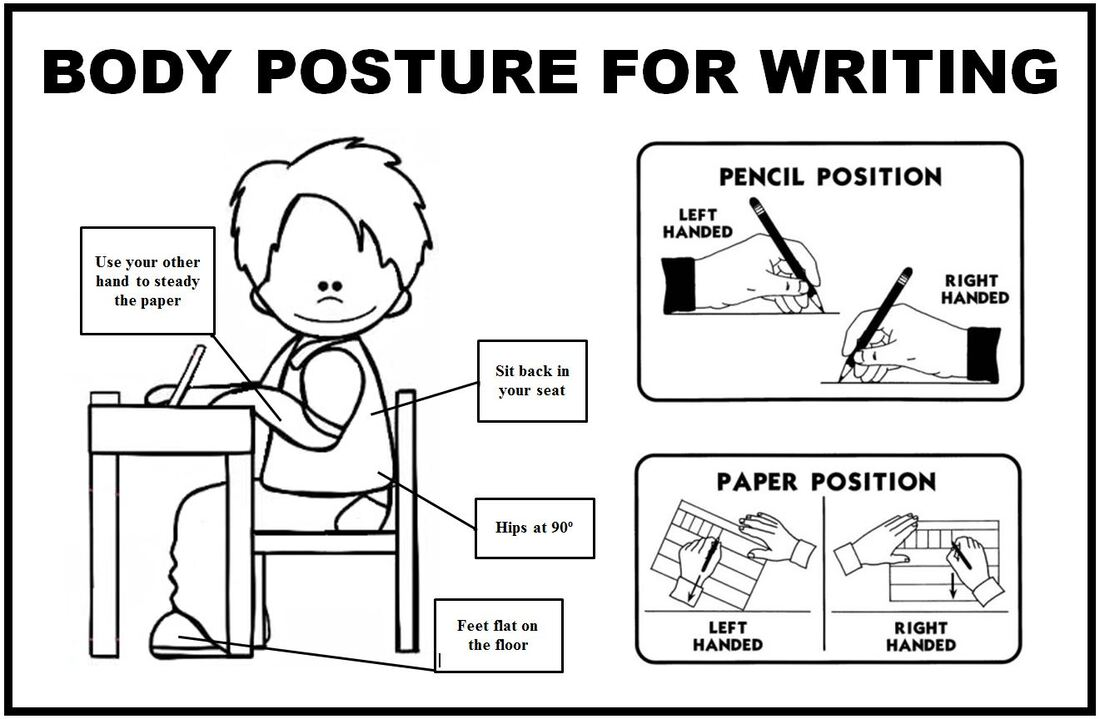 BODY POSTURE FOR WRITING
Use your other
hand to steady
the paper
Sit back in
your seat
Hips at 90º
Feet flat on
the floor
PENCIL POSITION
LEFT
HANDED
RIGHT
HANDED
PAPER POSITION
LEFT
HANDED
RIGHT
HANDED